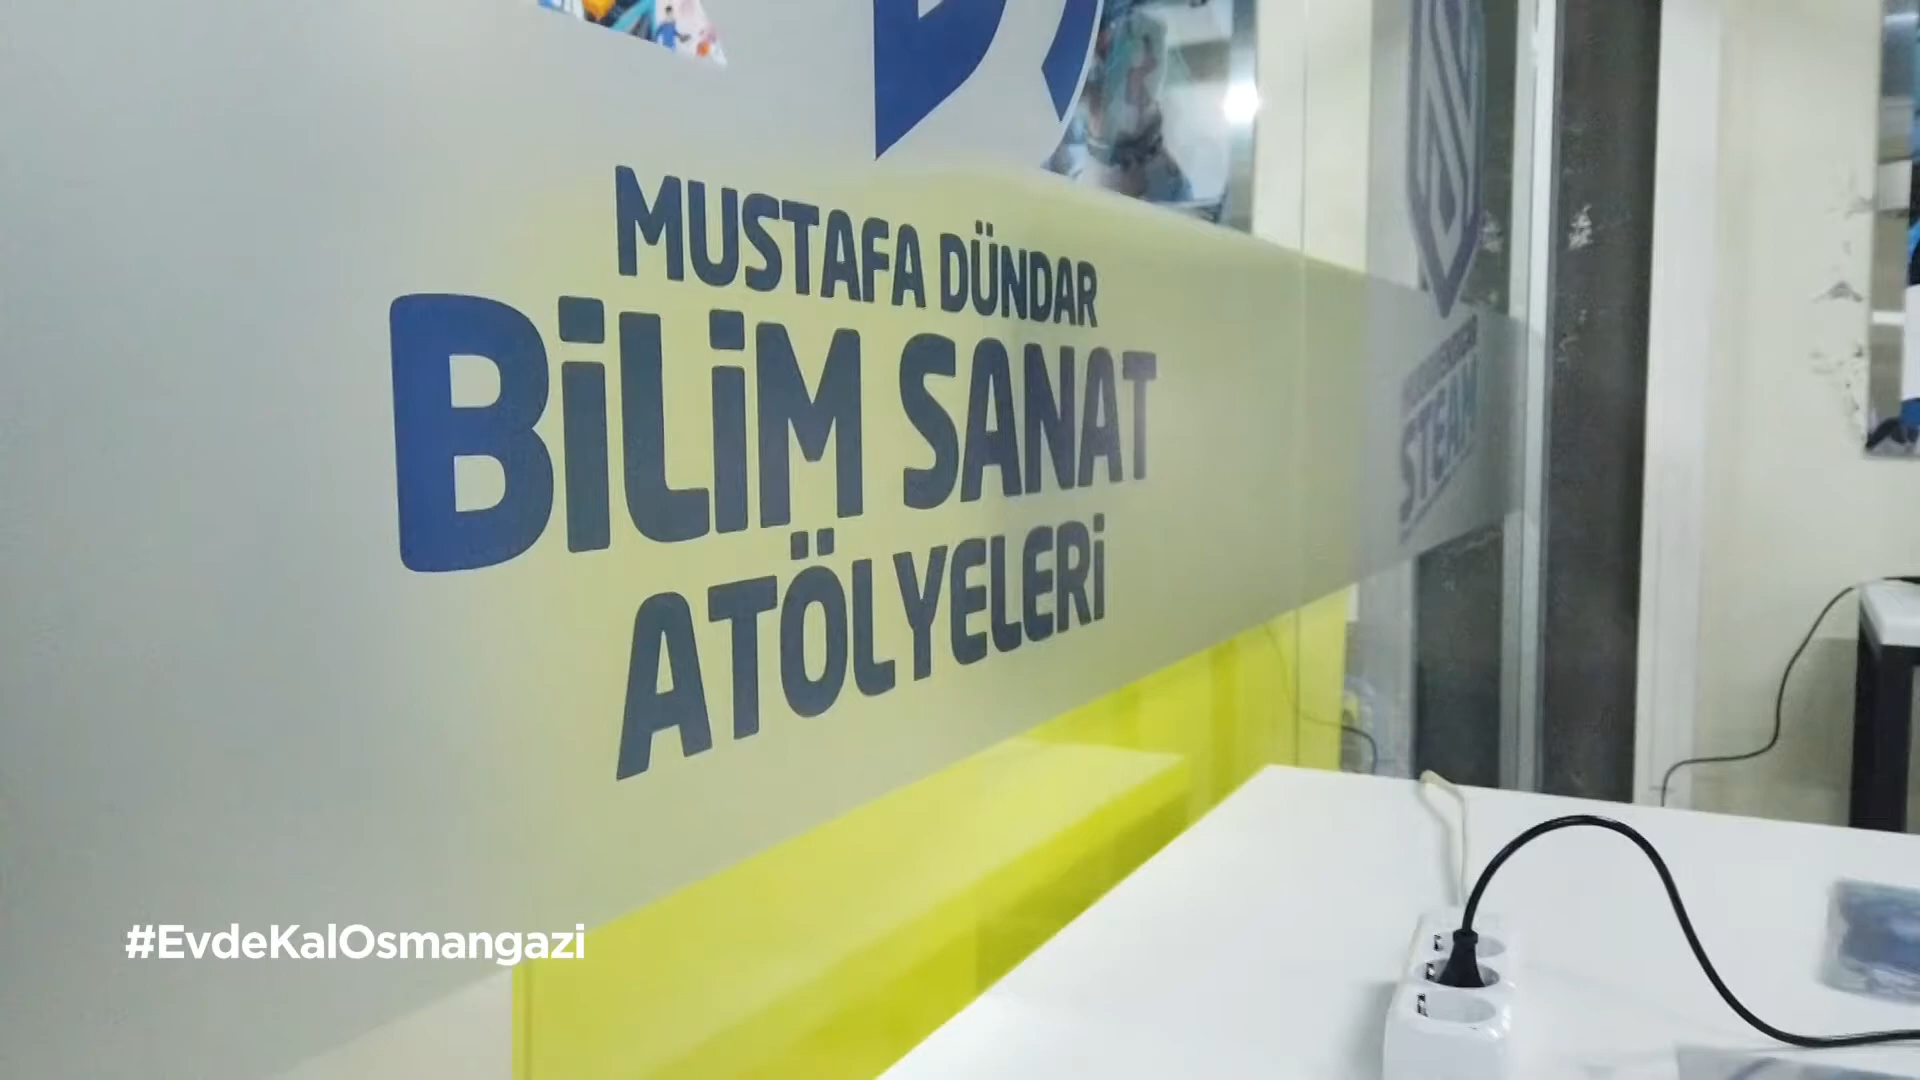 MUSTAFA DÜNDAR
BİLİM SANAT
ATÖLYELERİ
STEAM
#EvdeKalOsmangazi